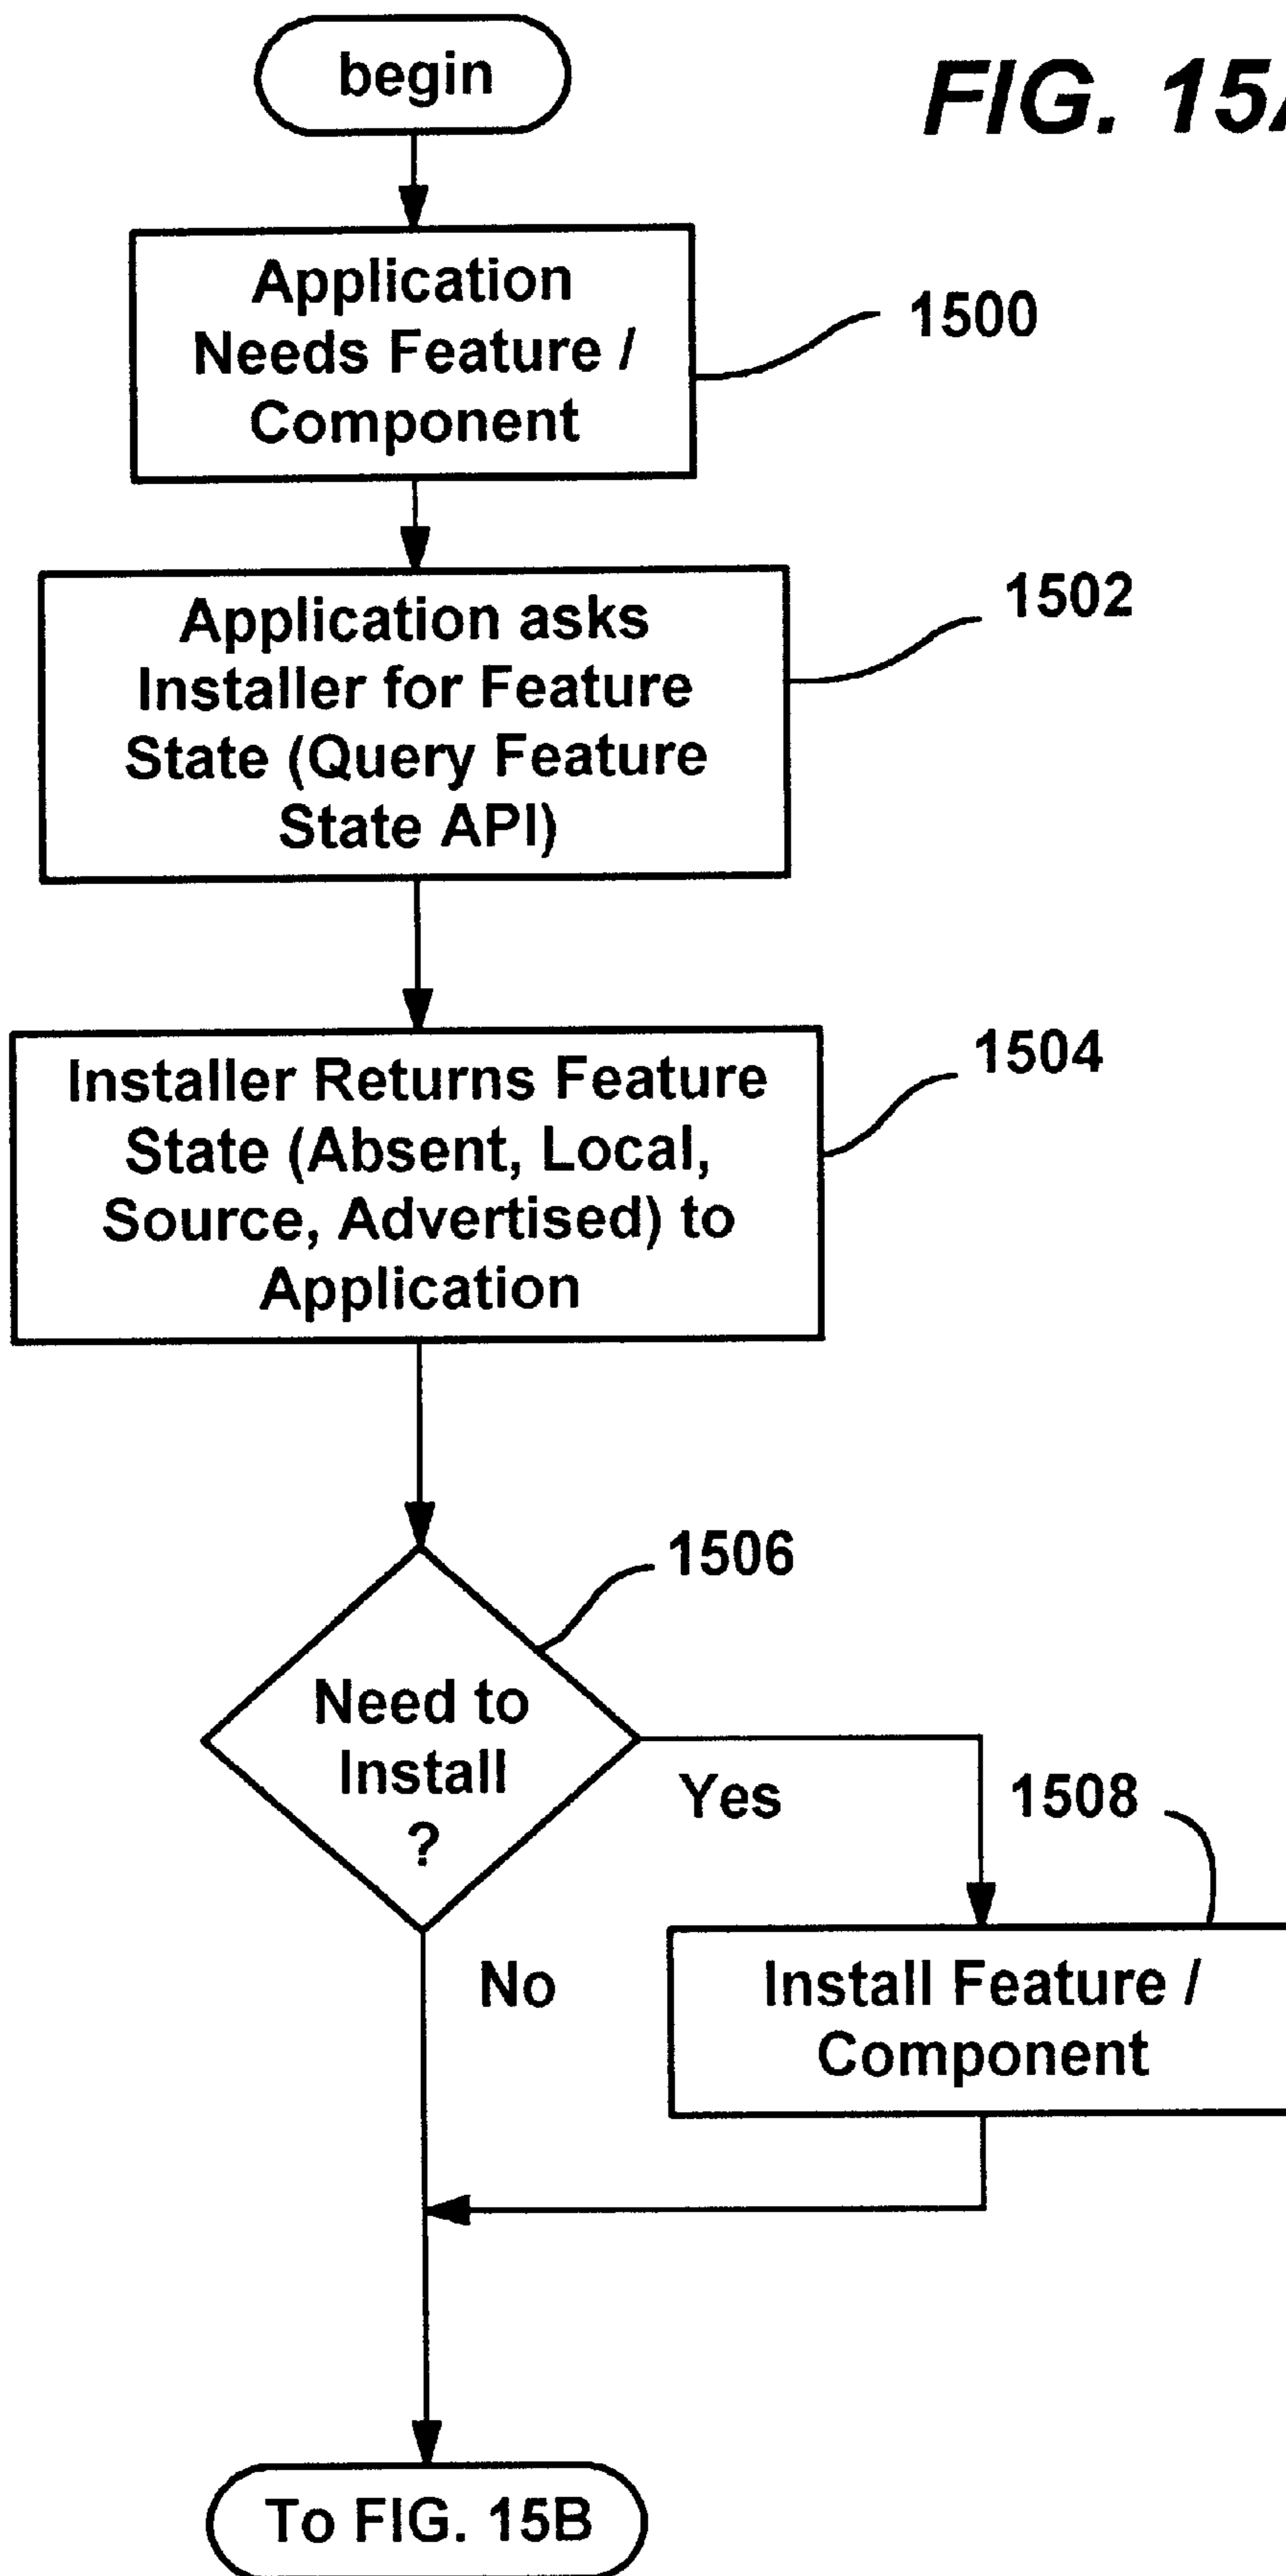 begin
FIG. 15A
Application
Needs Feature /
Component
1500
Application asks
Installer for Feature
State (Query Feature
State API)
1502
Installer Returns Feature
State (Absent, Local,
Source, Advertised) to
Application
1504
1506
Need to
Install
?
Yes
1508
No
Install Feature /
Component
To FIG. 15B